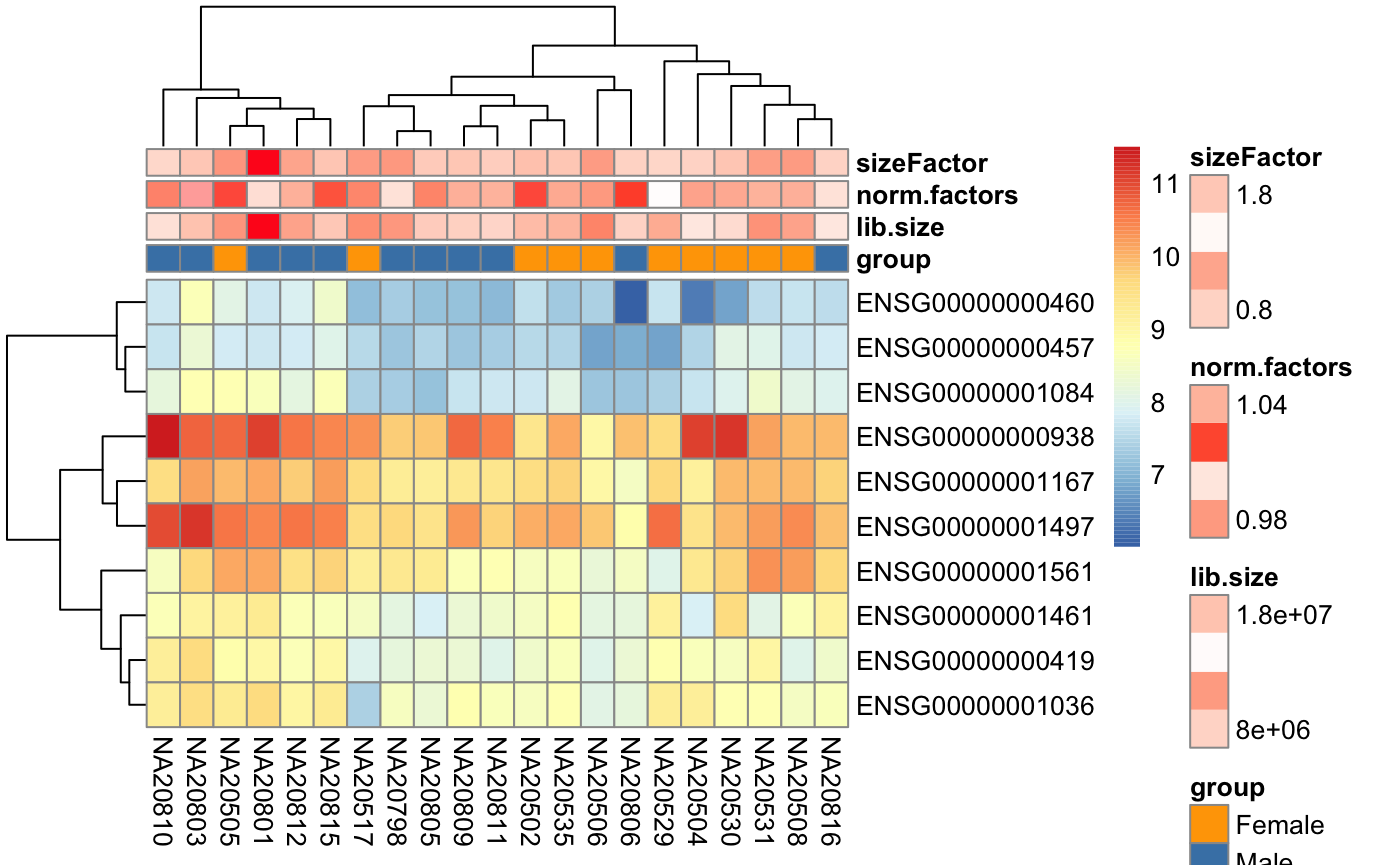 sizeFactor
norm.factors
lib.size
group
ENSG00000000460
ENSG00000000457
ENSG00000001084
ENSG00000000938
ENSG00000001167
ENSG00000001497
ENSG00000001561
ENSG00000001461
ENSG00000000419
ENSG00000001036
NA20810
NA20803
NA20505
NA20801
NA20812
NA20815
NA20517
NA20798
NA20805
NA20809
NA20811
NA20502
NA20535
NA20506
NA20806
NA20529
NA20504
NA20530
NA20531
NA20508
NA20816
11
10
9
8
7
sizeFactor
1.8
0.8
norm.factors
1.04
0.98
lib.size
1.8e+07
8e+06
group
Female
Male